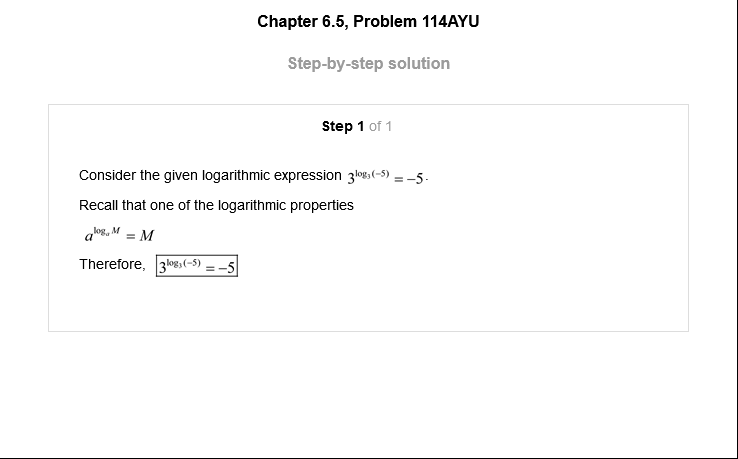 Chapter 6.5, Problem 114AYU
Step-by-step solution
Step 1 of 1
Consider the given logarithmic expression 3^{log_3(−5)} = −5.
Recall that one of the logarithmic properties
a^{log_a M} = M
Therefore, 3^{log_3(−5)} = −5